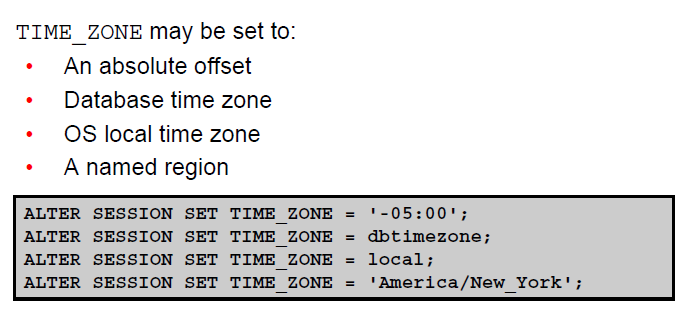 TIME_ZONE may be set to:
• An absolute offset
• Database time zone
• OS local time zone
• A named region
ALTER SESSION SET TIME_ZONE = '-05:00';
ALTER SESSION SET TIME_ZONE = dbtimezone;
ALTER SESSION SET TIME_ZONE = local;
ALTER SESSION SET TIME_ZONE = 'America/New_York';